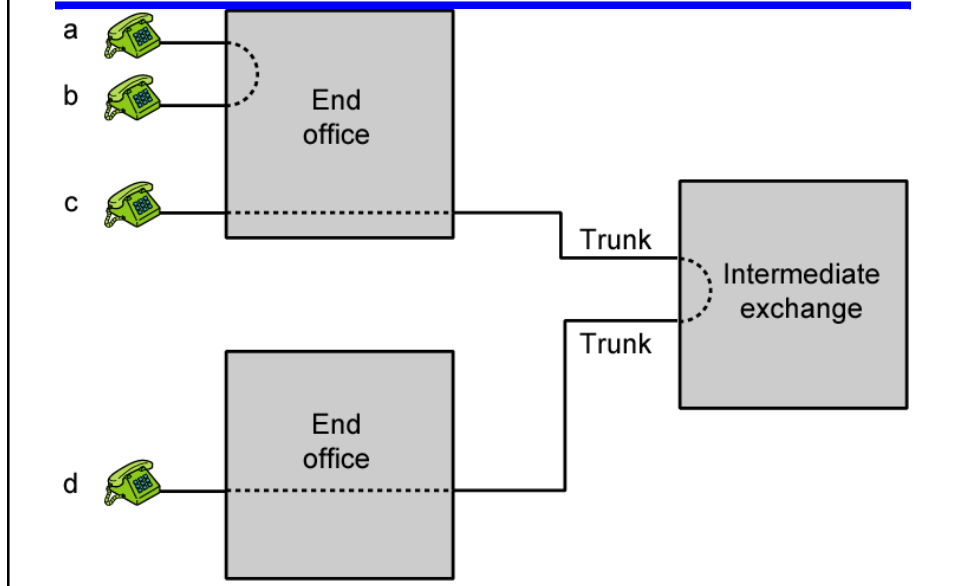 a
b
End
office
c
Trunk
Intermediate
exchange
Trunk
End
office
d